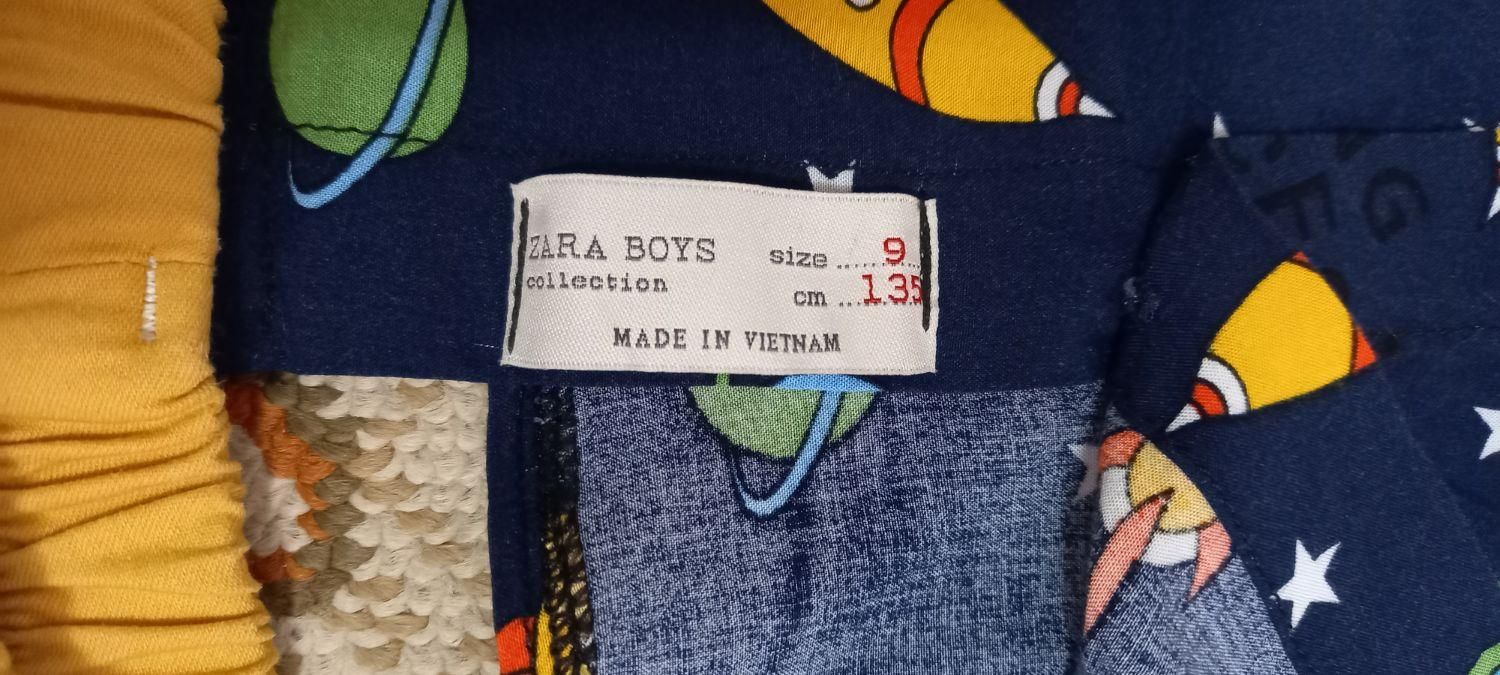 ZARA BOYS size ......9...
collection cm ...135
MADE IN VIETNAM